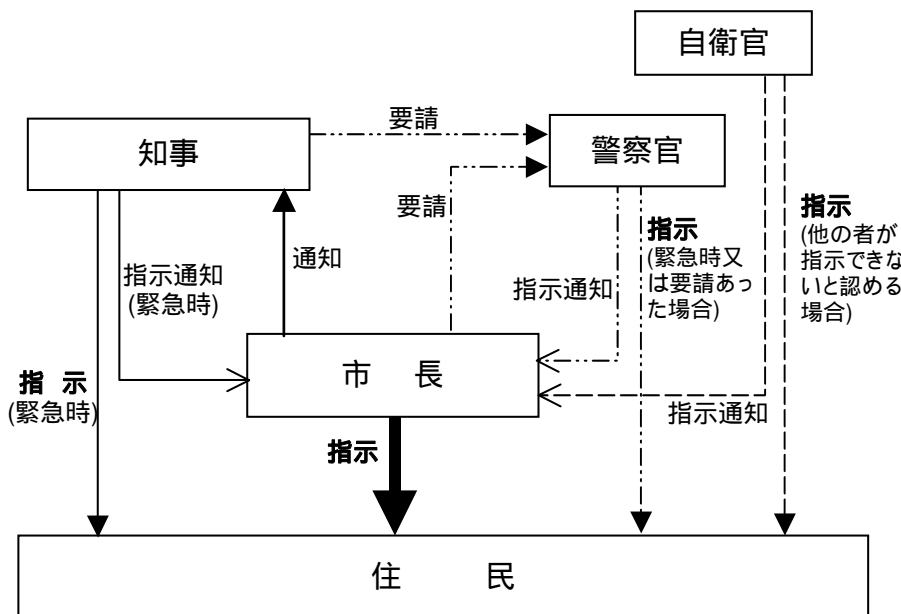 自衛官
知事
要請
警察官
要請
通知
指示通知
(緊急時)
指示
(緊急時又
は要請あっ
た場合)
指示
(他の者が
指示できな
いと認める
場合)
指示通知
市 長
指 示
(緊急時)
指示通知
指示
住 民